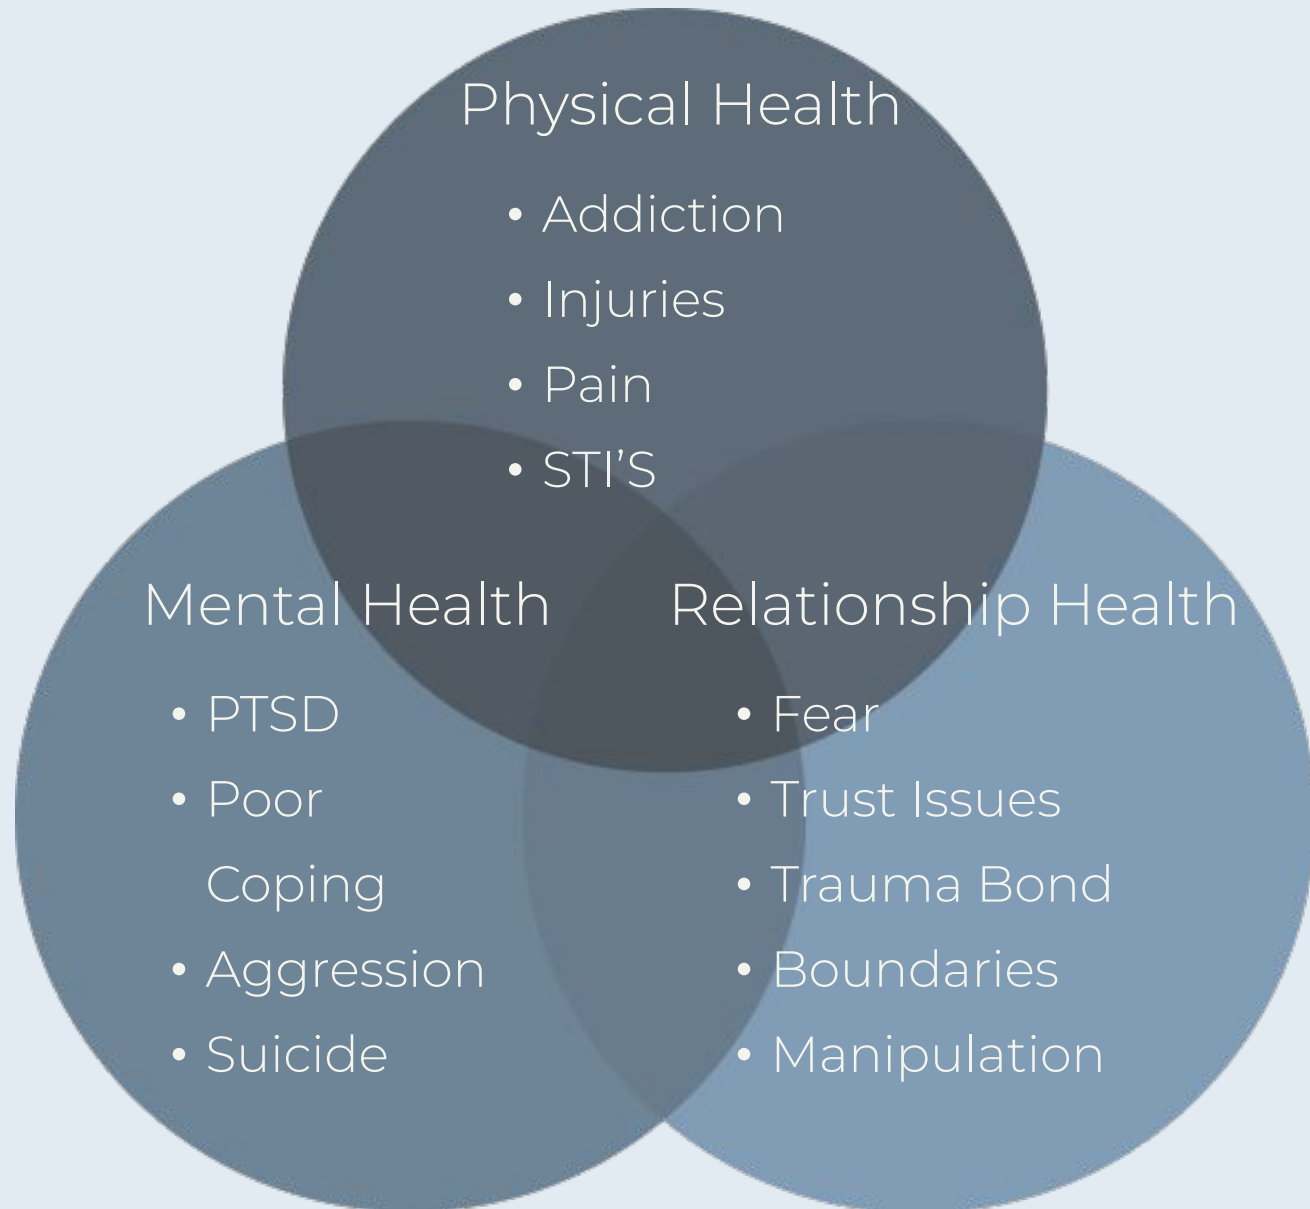 Physical Health
• Addiction
• Injuries
• Pain
• STI’S
Mental Health
• PTSD
• Poor
Coping
• Aggression
• Suicide
Relationship Health
• Fear
• Trust Issues
• Trauma Bond
• Boundaries
• Manipulation